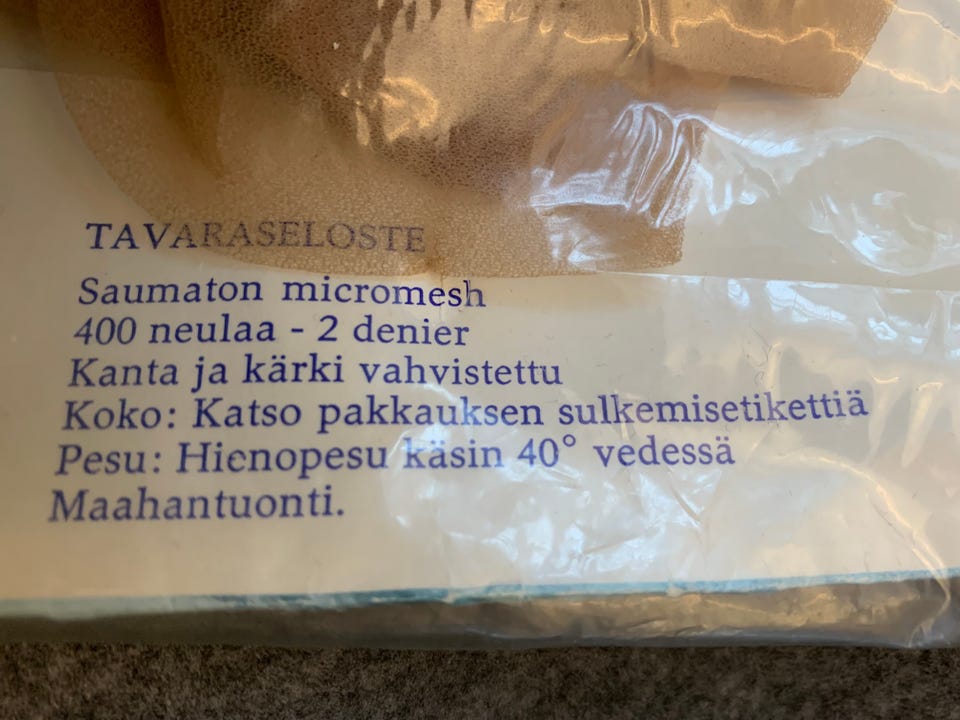 TAVARASELOSTE
Saumaton micromesh
400 neulaa - 2 denier
Kanta ja kärki vahvistettu
Koko: Katso pakkauksen sulkemisetikettiä
Pesu: Hienopesu käsin 40° vedessä
Maahantuonti.